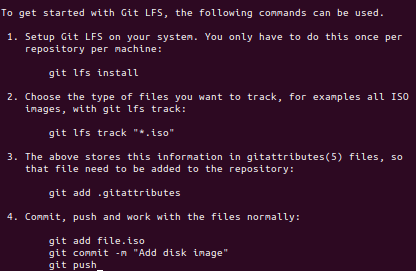 To get started with Git LFS, the following commands can be used.
1. Setup Git LFS on your system. You only have to do this once per
repository per machine:
git lfs install
2. Choose the type of files you want to track, for examples all ISO
images, with git lfs track:
git lfs track "*.iso"
3. The above stores this information in gitattributes(5) files, so
that file need to be added to the repository:
git add .gitattributes
4. Commit, push and work with the files normally:
git add file.iso
git commit -m "Add disk image"
git push